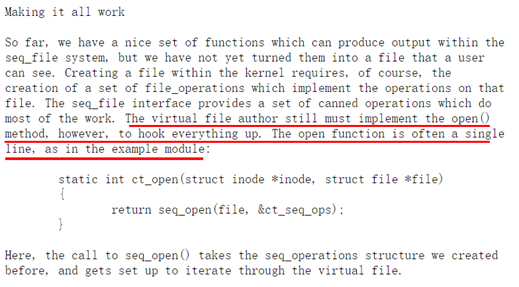 Making it all work
So far, we have a nice set of functions which can produce output within the
seq_file system, but we have not yet turned them into a file that a user
can see. Creating a file within the kernel requires, of course, the
creation of a set of file_operations which implement the operations on that
file. The seq_file interface provides a set of canned operations which do
most of the work. The virtual file author still must implement the open()
method, however, to hook everything up. The open function is often a single
line, as in the example module:
static int ct_open(struct inode *inode, struct file *file)
{
return seq_open(file, &ct_seq_ops);
}
Here, the call to seq_open() takes the seq_operations structure we created
before, and gets set up to iterate through the virtual file.